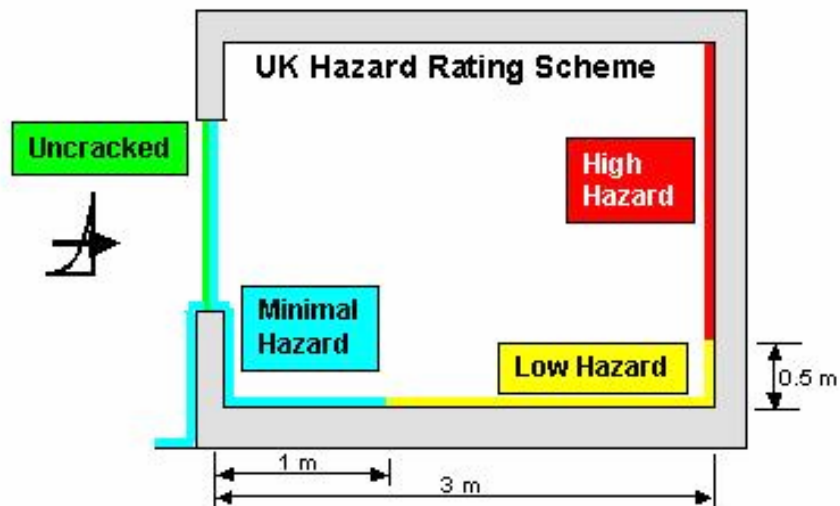 UK Hazard Rating Scheme
Uncracked
High
Hazard
Minimal
Hazard
Low Hazard
0.5 m
1 m
3 m